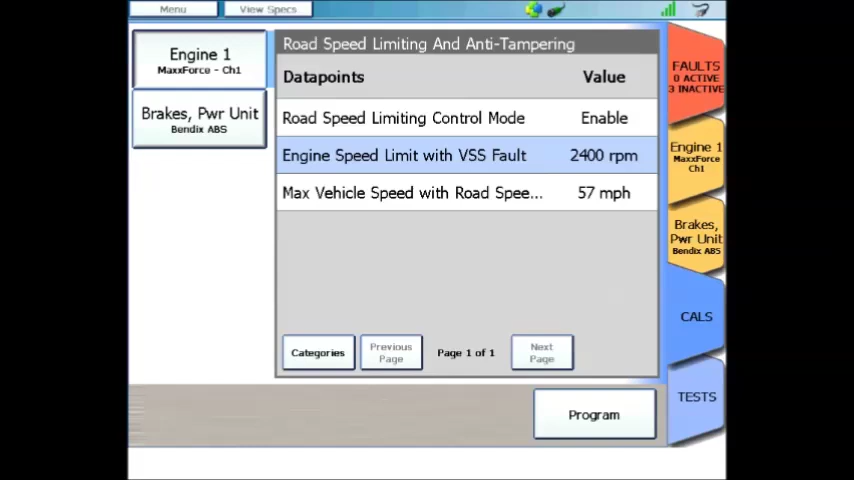 Menu
View Specs
Engine 1
MaxxForce - Ch1
Brakes, Pwr Unit
Bendix ABS
Road Speed Limiting And Anti-Tampering
Datapoints
Value
Road Speed Limiting Control Mode
Enable
Engine Speed Limit with VSS Fault
2400 rpm
Max Vehicle Speed with Road Spee...
57 mph
Categories
Previous
Page
Page 1 of 1
Next
Page
Program
FAULTS
0 ACTIVE
3 INACTIVE
Engine 1
MaxxForce
Ch1
Brakes,
Pwr Unit
Bendix ABS
CALS
TESTS